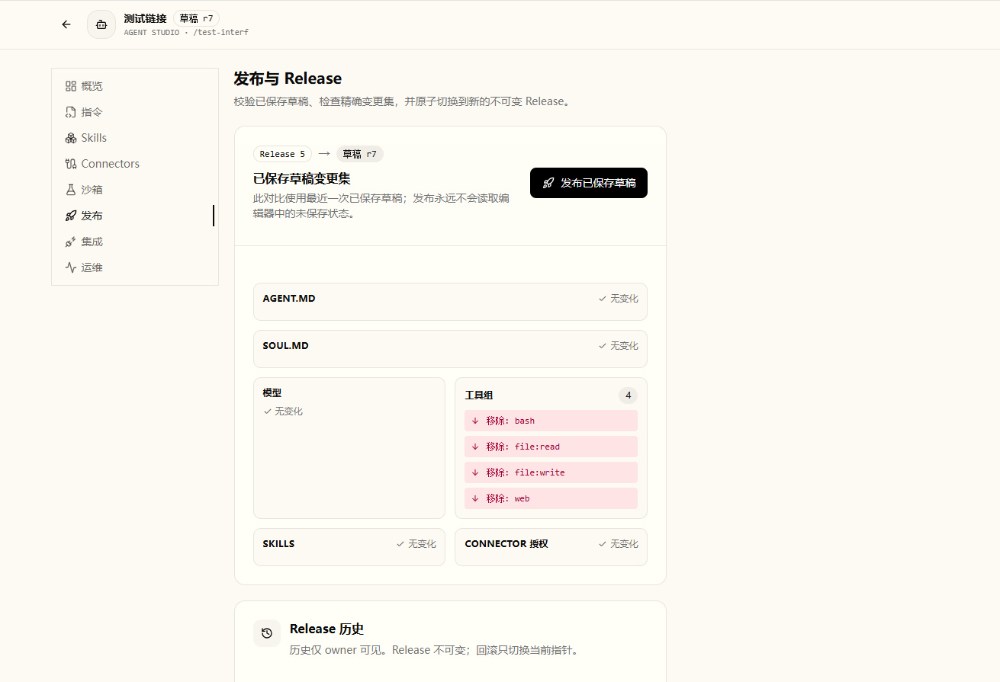 测试链接 草稿 r7
AGENT STUDIO · /test-interf
概览
指令
Skills
Connectors
沙箱
发布
集成
运维
发布与 Release
校验已保存草稿、检查精确变更集，并原子切换到新的不可变 Release。
Release 5 → 草稿 r7
已保存草稿变更集
此对比使用最近一次已保存草稿；发布永远不会读取编
辑器中的未保存状态。
发布已保存草稿
AGENT.MD 无变化
SOUL.MD 无变化
模型
无变化
工具组 4
移除: bash
移除: file:read
移除: file:write
移除: web
SKILLS 无变化
CONNECTOR 授权 无变化
Release 历史
历史仅 owner 可见。Release 不可变；回滚只切换当前指针。